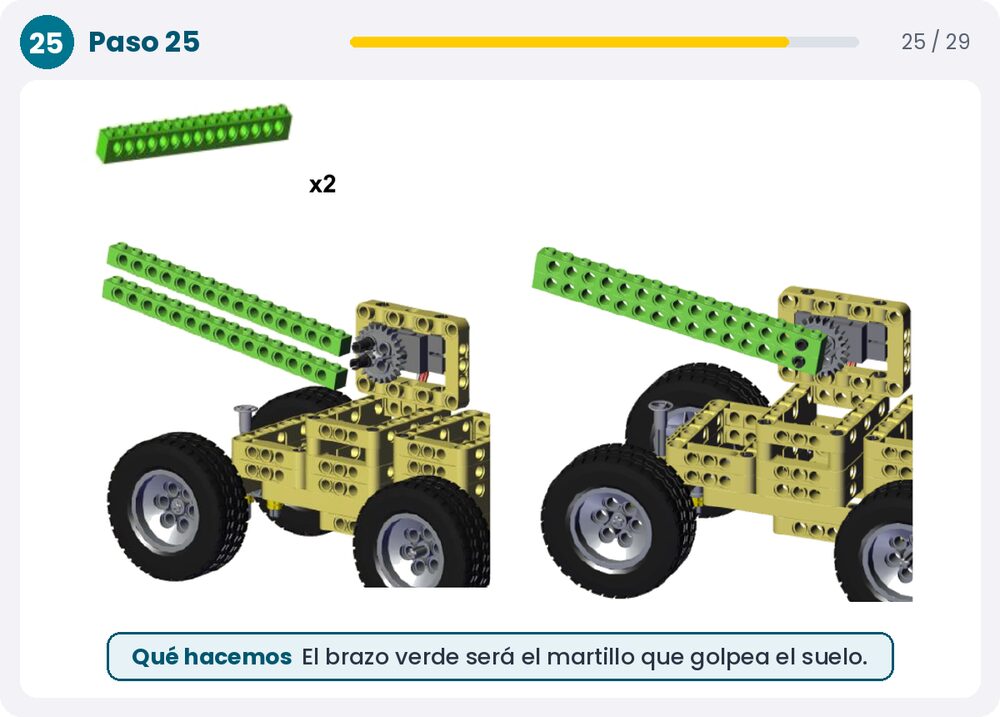 25 Paso 25 25 / 29
x2
Qué hacemos El brazo verde será el martillo que golpea el suelo.